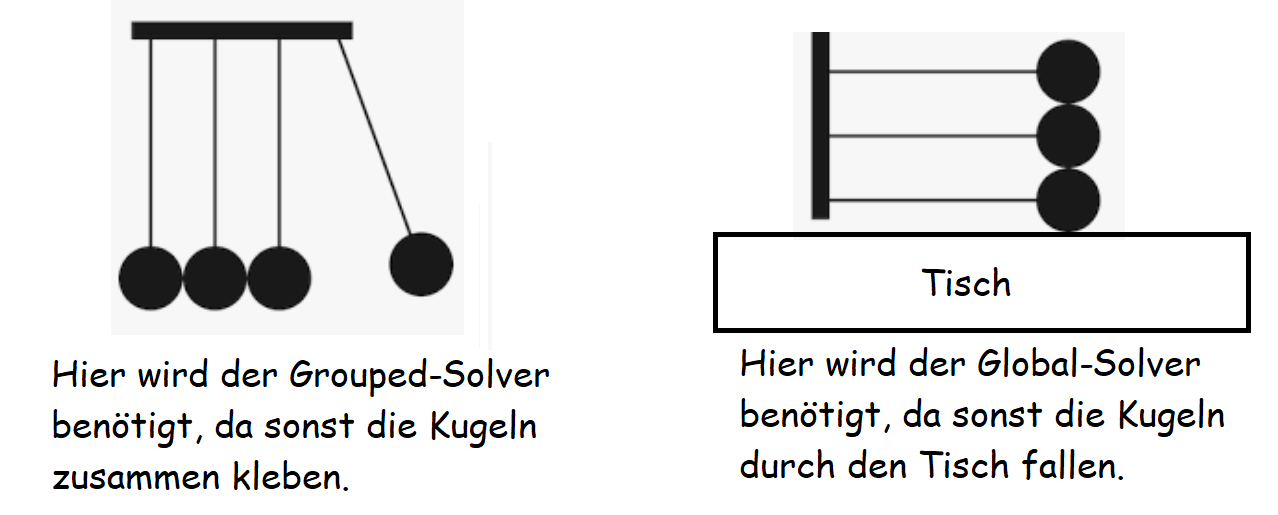 Tisch
Hier wird der Grouped-Solver
benötigt, da sonst die Kugeln
zusammen kleben.
Hier wird der Global-Solver
benötigt, da sonst die Kugeln
durch den Tisch fallen.